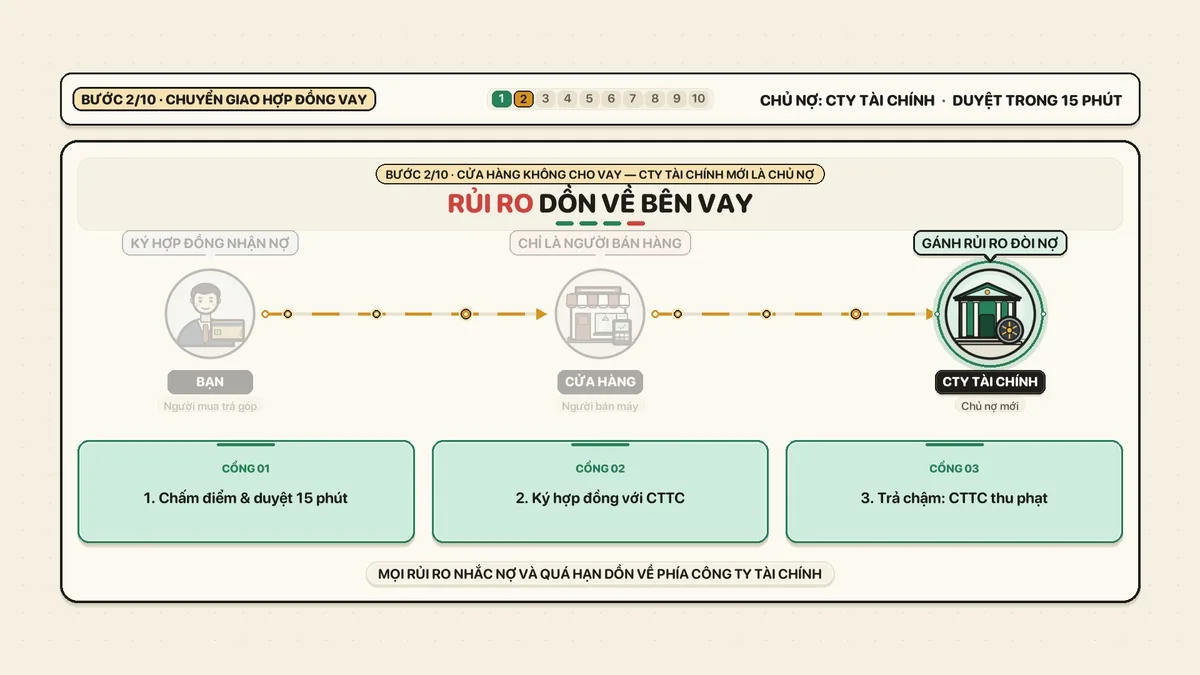 BƯỚC 2/10 · CHUYỂN GIAO HỢP ĐỒNG VAY
1 2 3 4 5 6 7 8 9 10
CHỦ NỢ: CTY TÀI CHÍNH · DUYỆT TRONG 15 PHÚT
BƯỚC 2/10 · CỬA HÀNG KHÔNG CHO VAY — CTY TÀI CHÍNH MỚI LÀ CHỦ NỢ
RỦI RO DỒN VỀ BÊN VAY
KÝ HỢP ĐỒNG NHẬN NỢ
CHỈ LÀ NGƯỜI BÁN HÀNG
GÁNH RỦI RO ĐÒI NỢ
BẠN
CỬA HÀNG
CTY TÀI CHÍNH
Người mua trả góp
Người bán máy
Chủ nợ mới
CỔNG 01
CỔNG 02
CỔNG 03
1. Chấm điểm & duyệt 15 phút
2. Ký hợp đồng với CTTC
3. Trả chậm: CTTC thu phạt
MỌI RỦI RO NHẮC NỢ VÀ QUÁ HẠN DỒN VỀ PHÍA CÔNG TY TÀI CHÍNH